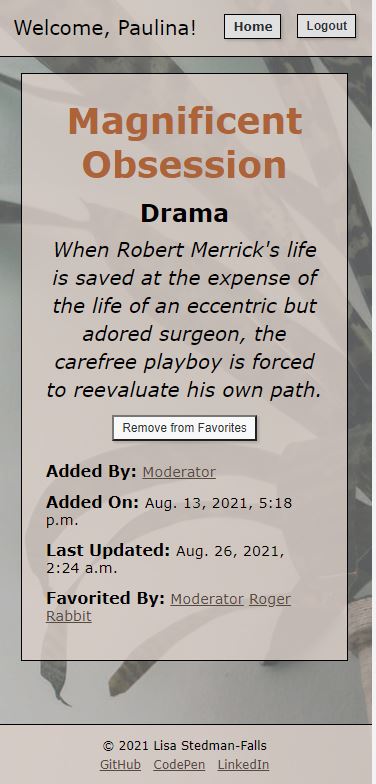 Welcome, Paulina!
Home
Logout
Magnificent
Obsession
Drama
When Robert Merrick's life
is saved at the expense of
the life of an eccentric but
adored surgeon, the
carefree playboy is forced
to reevaluate his own path.
Remove from Favorites
Added By: Moderator
Added On: Aug. 13, 2021, 5:18
p.m.
Last Updated: Aug. 26, 2021,
2:24 a.m.
Favorited By: Moderator Roger
Rabbit
© 2021 Lisa Stedman-Falls
GitHub CodePen LinkedIn